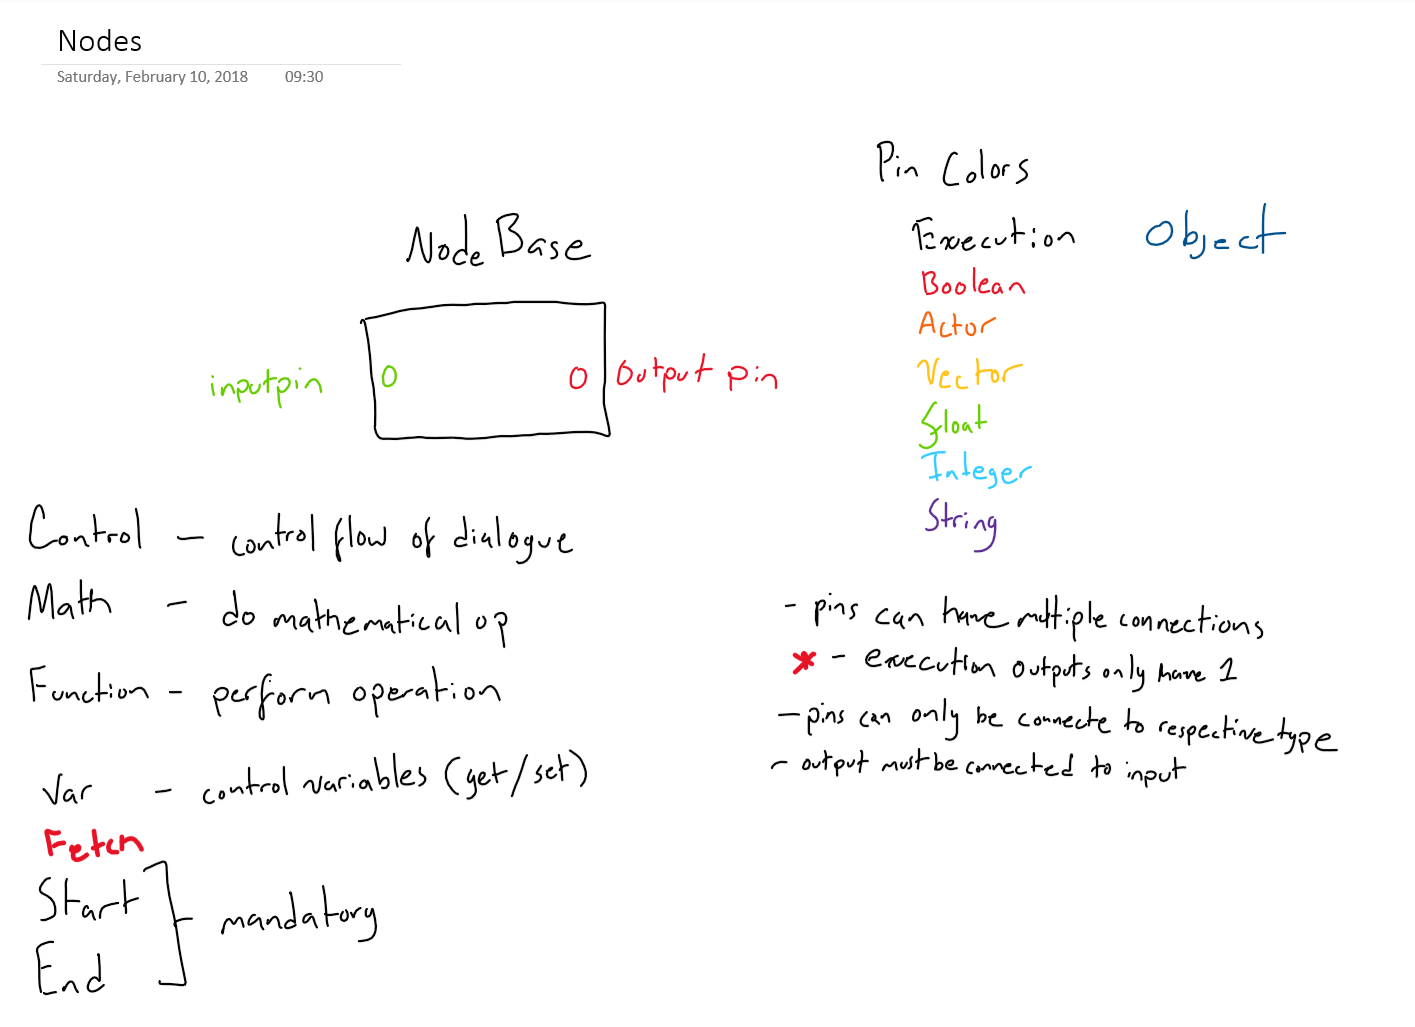 Nodes
Saturday, February 10, 2018 09:30
Node Base
inputpin
Output pin
Control - control flow of dialogue
Math - do mathematical op
Function - perform operation
Var - control variables (get/set)
Fetch
Start
End
mandatory
Pin Colors
Execution
Object
Boolean
Actor
Vector
float
Integer
String
- pins can have multiple connections
* - execution outputs only have 1
- pins can only be connecte to respective type
- output must be connected to input